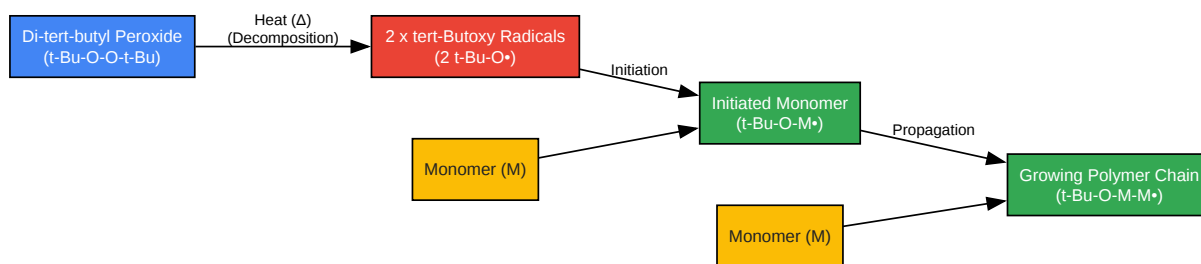 Di-tert-butyl Peroxide
(t-Bu-O-O-t-Bu)
Heat (Δ)
(Decomposition)
2 x tert-Butoxy Radicals
(2 t-Bu-O•)
Initiation
Monomer (M)
Initiated Monomer
(t-Bu-O-M•)
Propagation
Monomer (M)
Growing Polymer Chain
(t-Bu-O-M-M•)